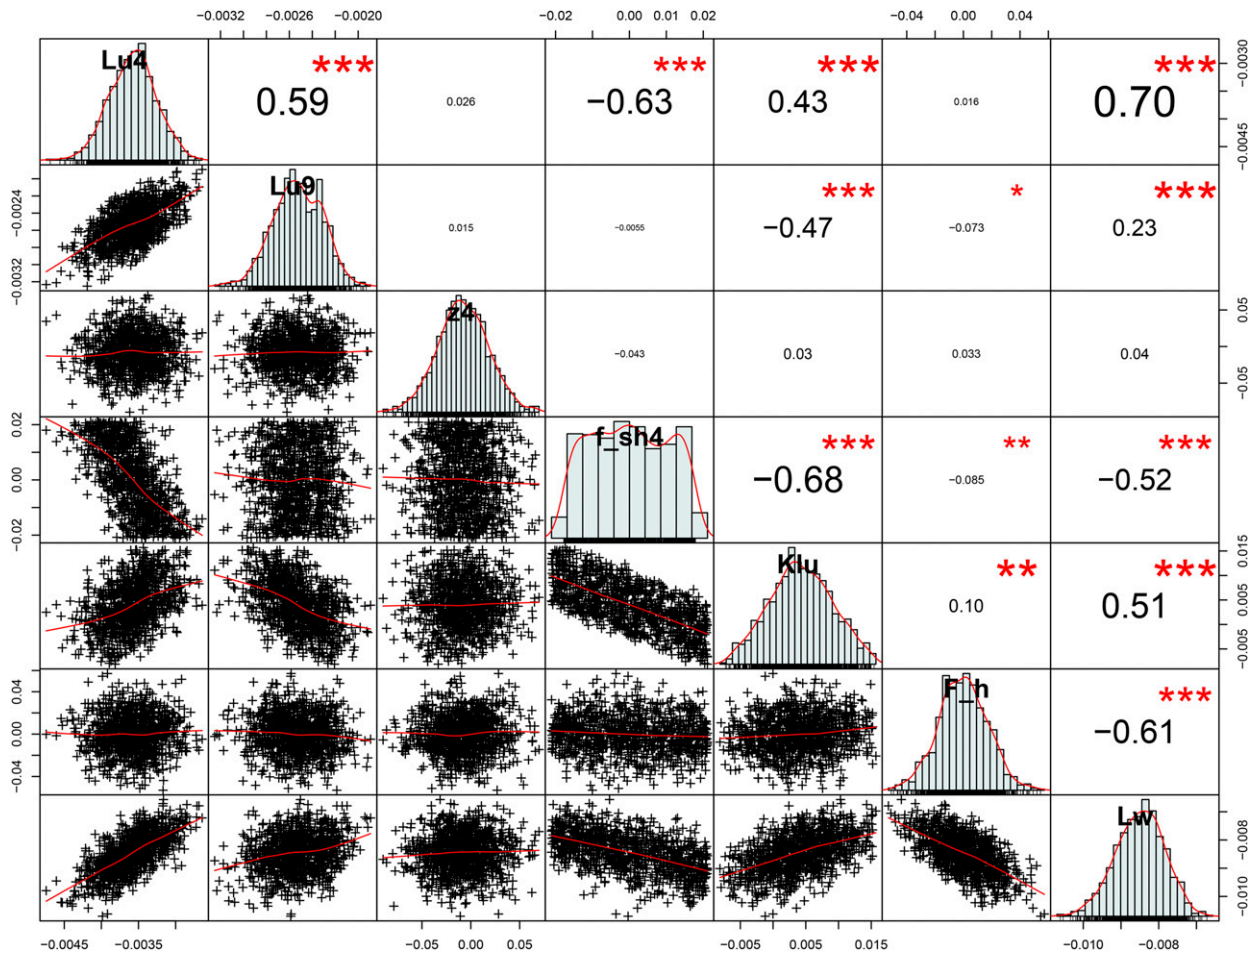 −0.0032 −0.0026 −0.0020 −0.02 0.00 0.01 0.02 −0.04 0.00 0.04
Lu4 *** *** *** ***
0.59 0.026 −0.63 0.43 0.016 0.70
−0.0045 −0.0030
Lu9 *** * ***
0.015 −0.0055 −0.47 −0.073 0.23
−0.0032 −0.0024
z4
−0.043 0.03 0.033 0.04
−0.05 0.05
f_sh4 *** ** ***
−0.68 −0.085 −0.52
−0.02 0.00 0.02
Klu ** ***
0.10 0.51
−0.005 0.005 0.015
F_h ***
−0.61
−0.04 0.00 0.04
Lw
−0.010 −0.008
−0.0045 −0.0035 −0.05 0.00 0.05 −0.005 0.005 0.015 −0.010 −0.008